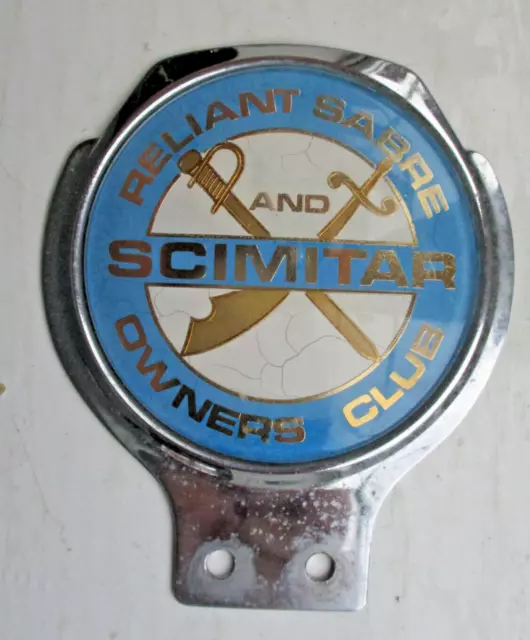 RELIANT SABRE
AND
SCIMITAR
OWNERS CLUB